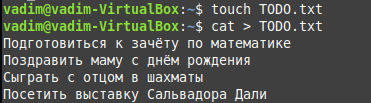 vadim@vadim-VirtualBox:~$ touch TODO.txt
vadim@vadim-VirtualBox:~$ cat > TODO.txt
Подготовиться к зачёту по математике
Поздравить маму с днём рождения
Сыграть с отцом в шахматы
Посетить выставку Сальвадора Дали